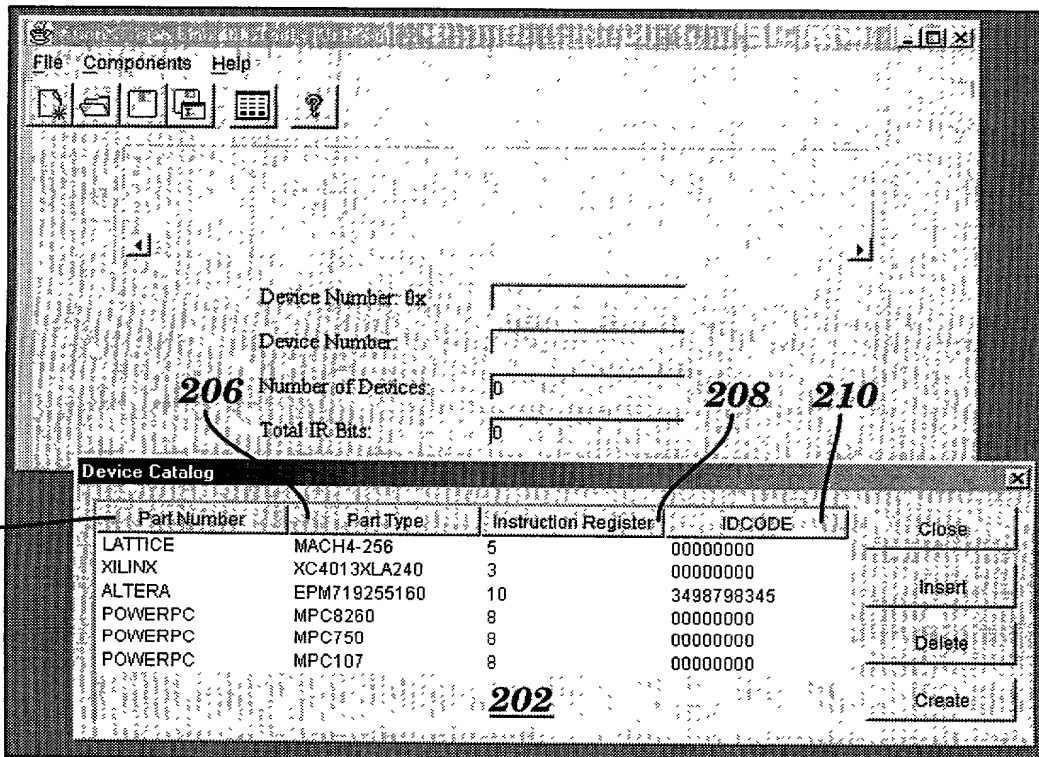 File Components Help
Device Number: 0x
Device Number:
206 Number of Devices: 0 208 210
Total IR Bits: 0
Device Catalog
Part Number Part Type Instruction Register IDCODE Close
LATTICE MACH4-256 5 00000000
XILINX XC4013XLA240 3 00000000
ALTERA EPM719255160 10 3498798345 Insert
POWERPC MPC8260 8 00000000
POWERPC MPC750 8 00000000 Delete
POWERPC MPC107 8 00000000
202 Create